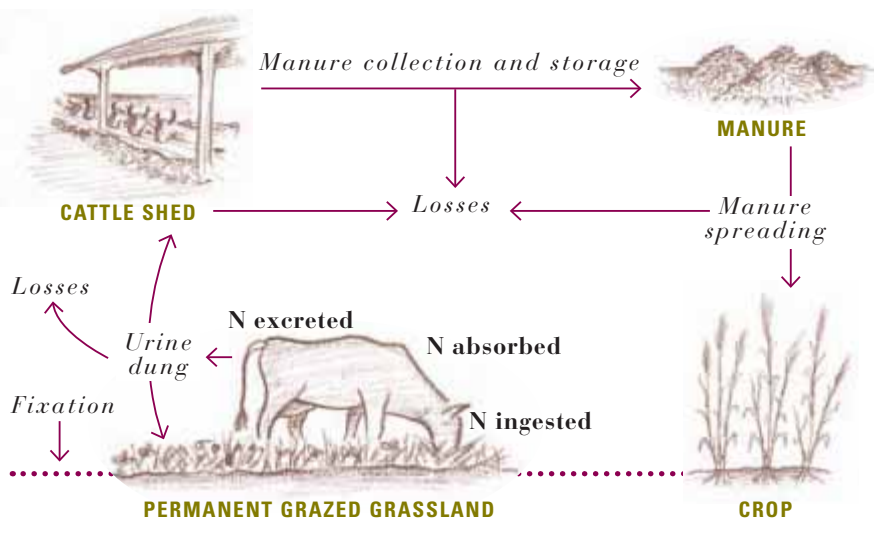 Manure collection and storage
MANURE
CATTLE SHED
Losses
Manure
spreading
Losses
N excreted
Urine
dung
N absorbed
Fixation
N ingested
PERMANENT GRAZED GRASSLAND
CROP